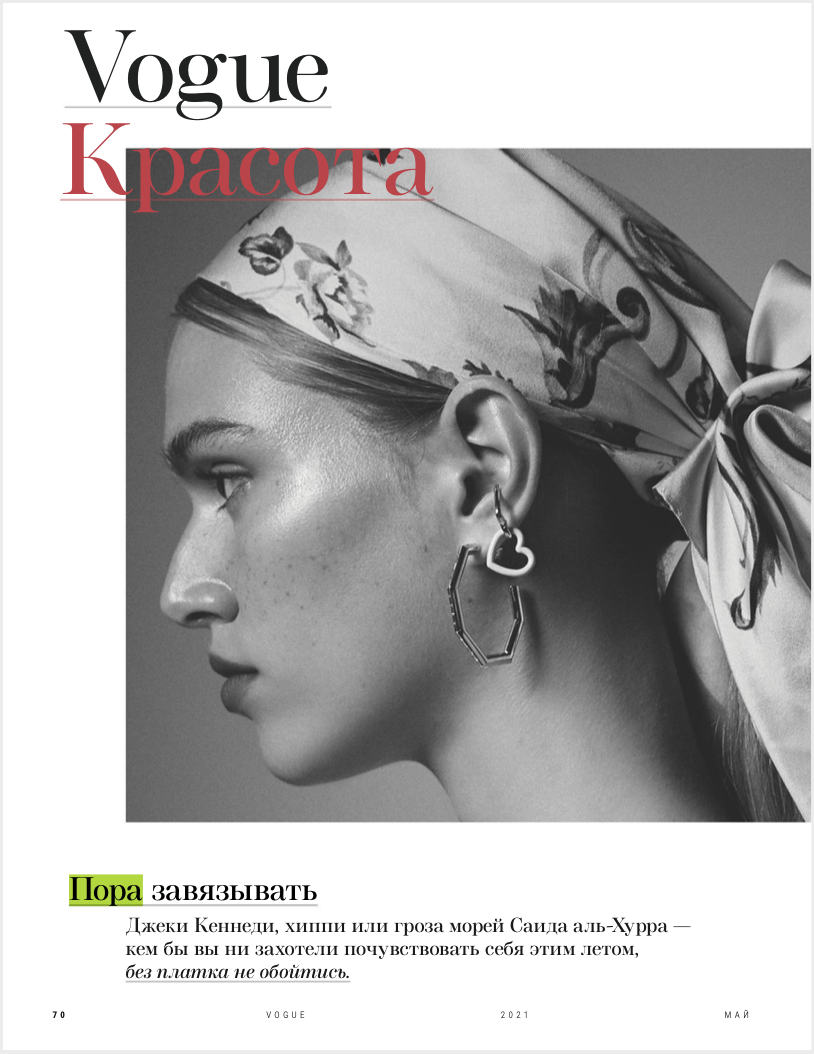 Vogue
Красота
Пора завязывать
Джеки Кеннеди, хиппи или гроза морей Саида аль-Хурра —
кем бы вы ни захотели почувствовать себя этим летом,
без платка не обойтись.
70 VOGUE 2021 МАЙ